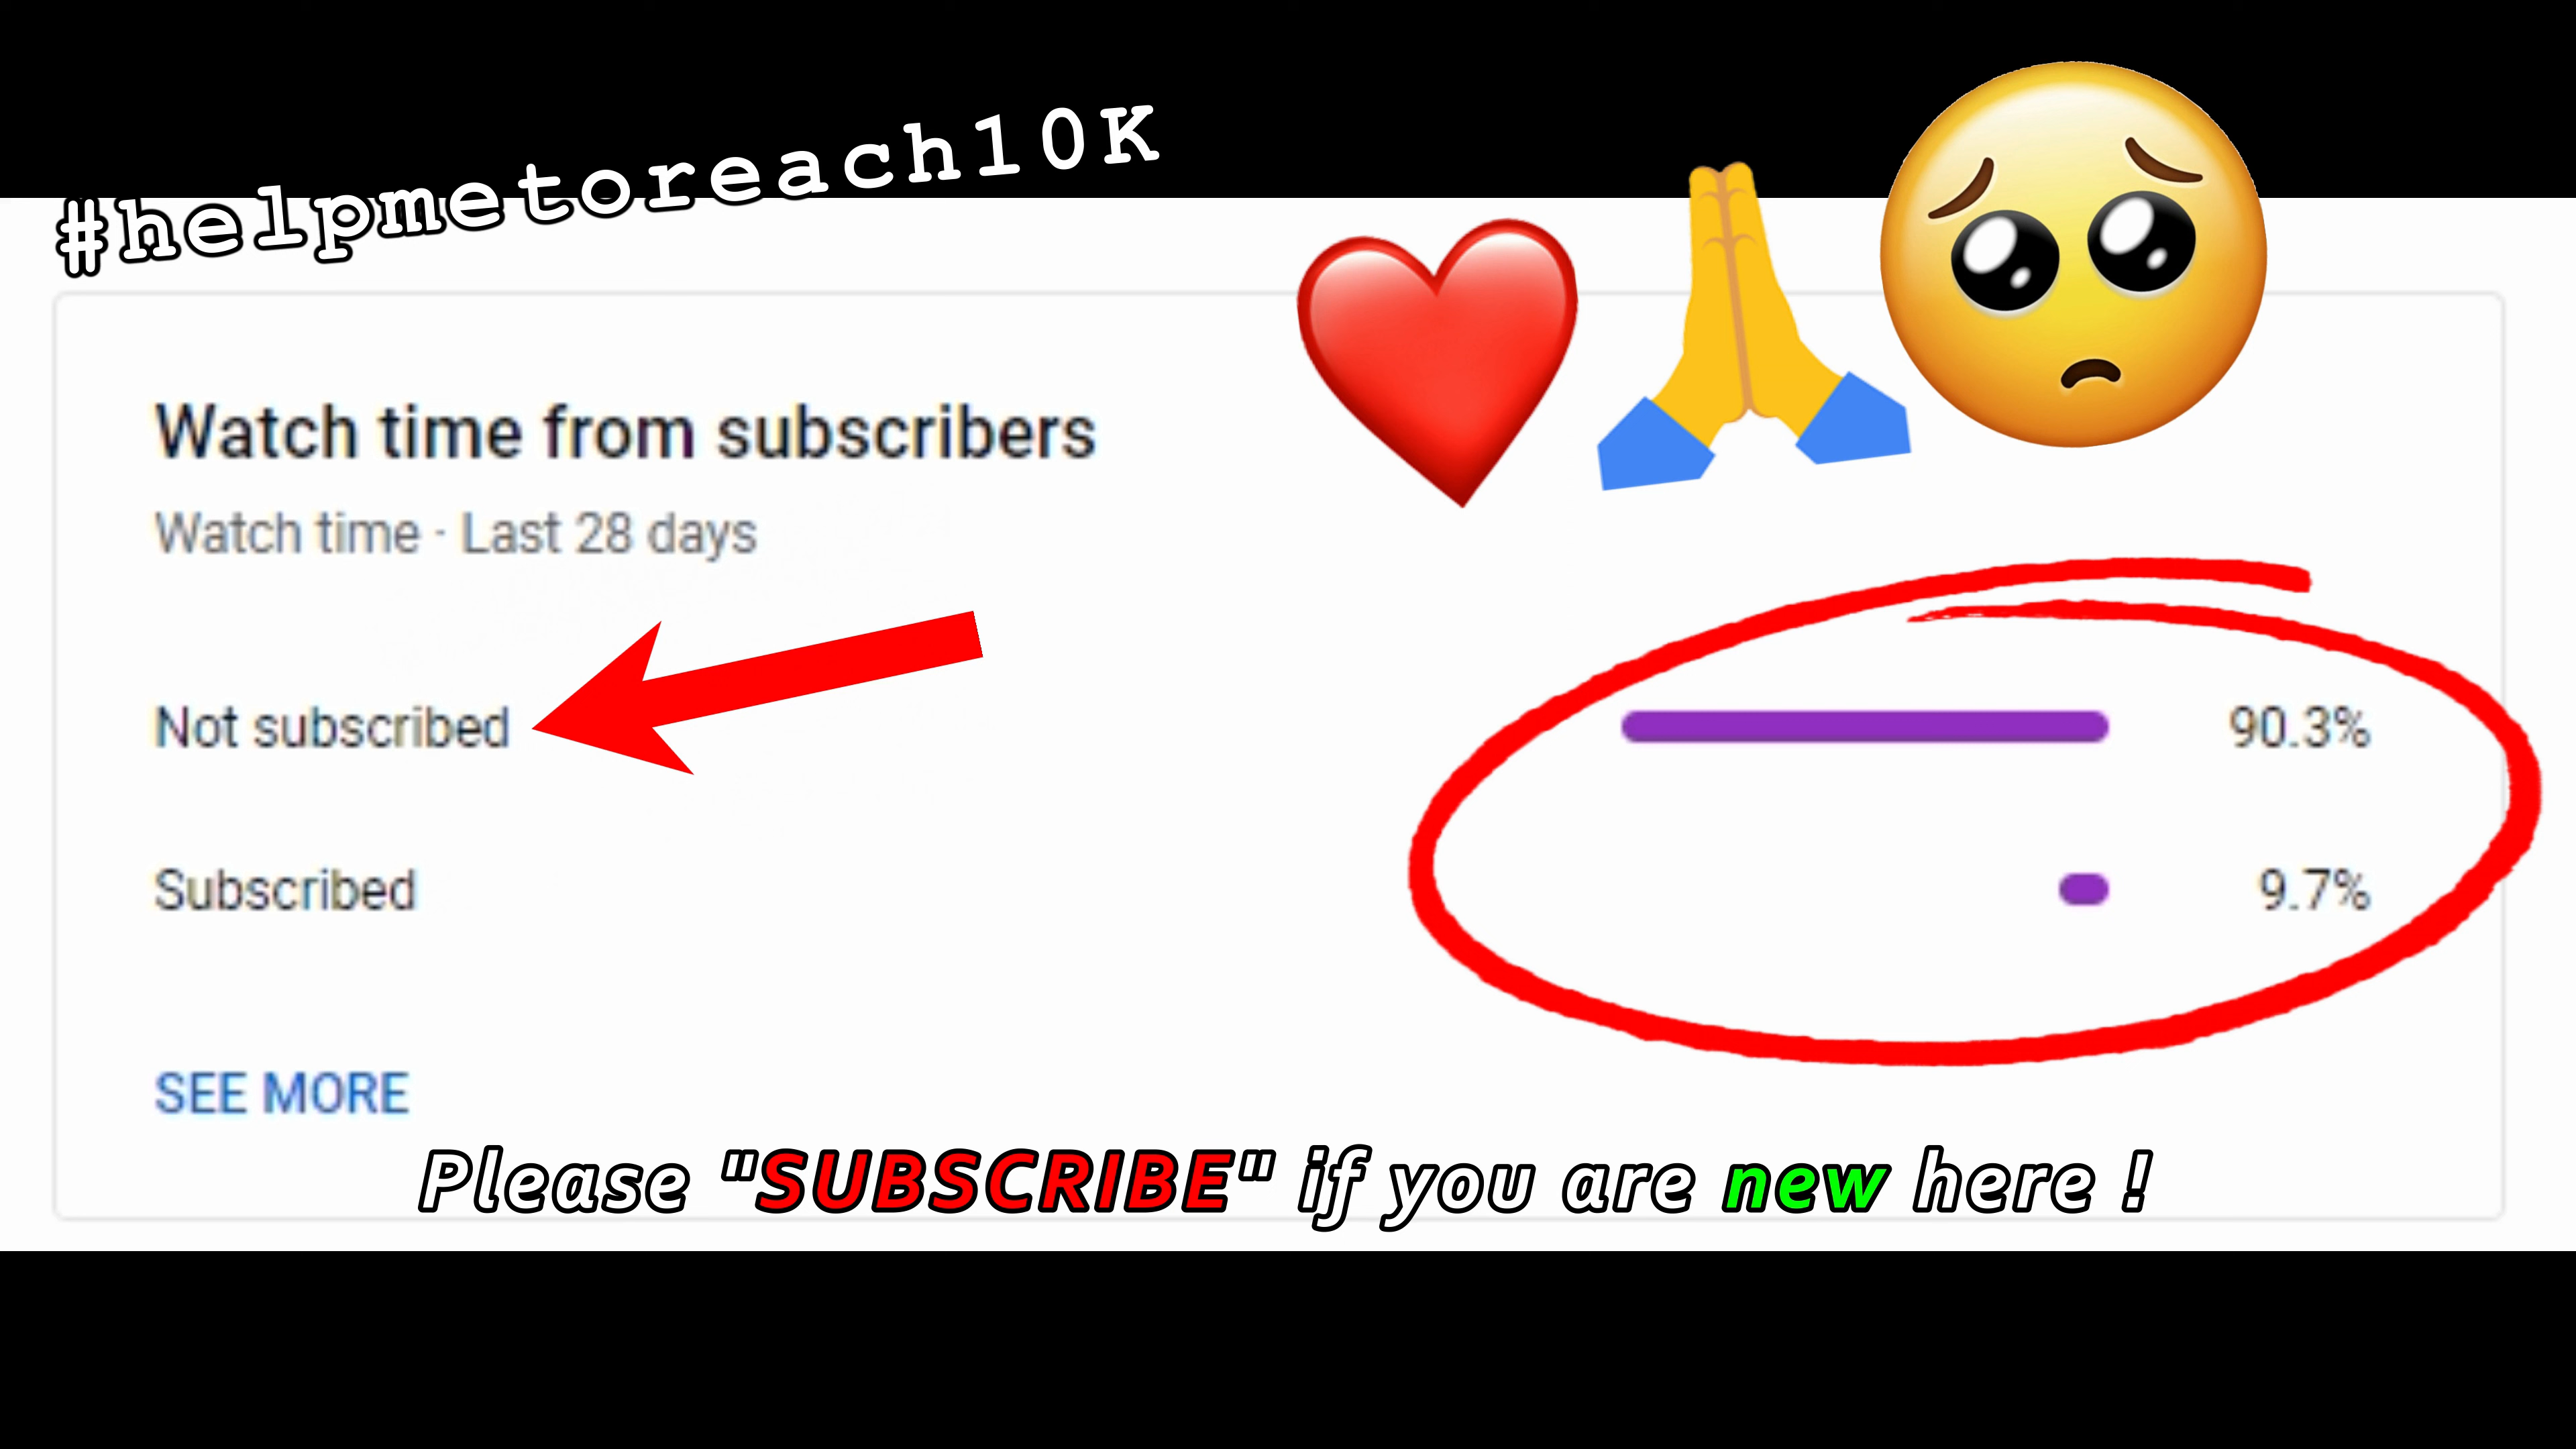 #helpmetoreach10K
Watch time from subscribers
Watch time · Last 28 days
Not subscribed 90.3%
Subscribed 9.7%
SEE MORE
Please "SUBSCRIBE" if you are new here !